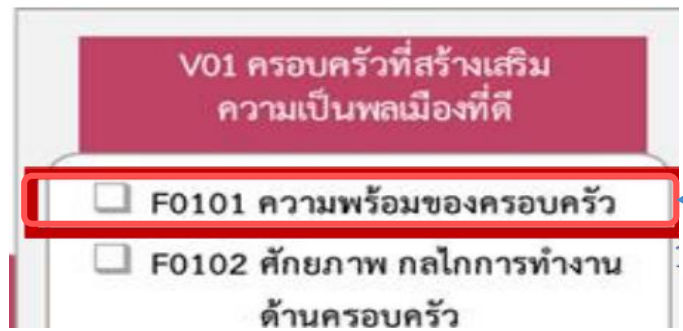 V01 ครอบครัวที่สร้างเสริม
ความเป็นพลเมืองที่ดี
F0101 ความพร้อมของครอบครัว
F0102 ศักยภาพ กลไกการทำงาน
ด้านครอบครัว